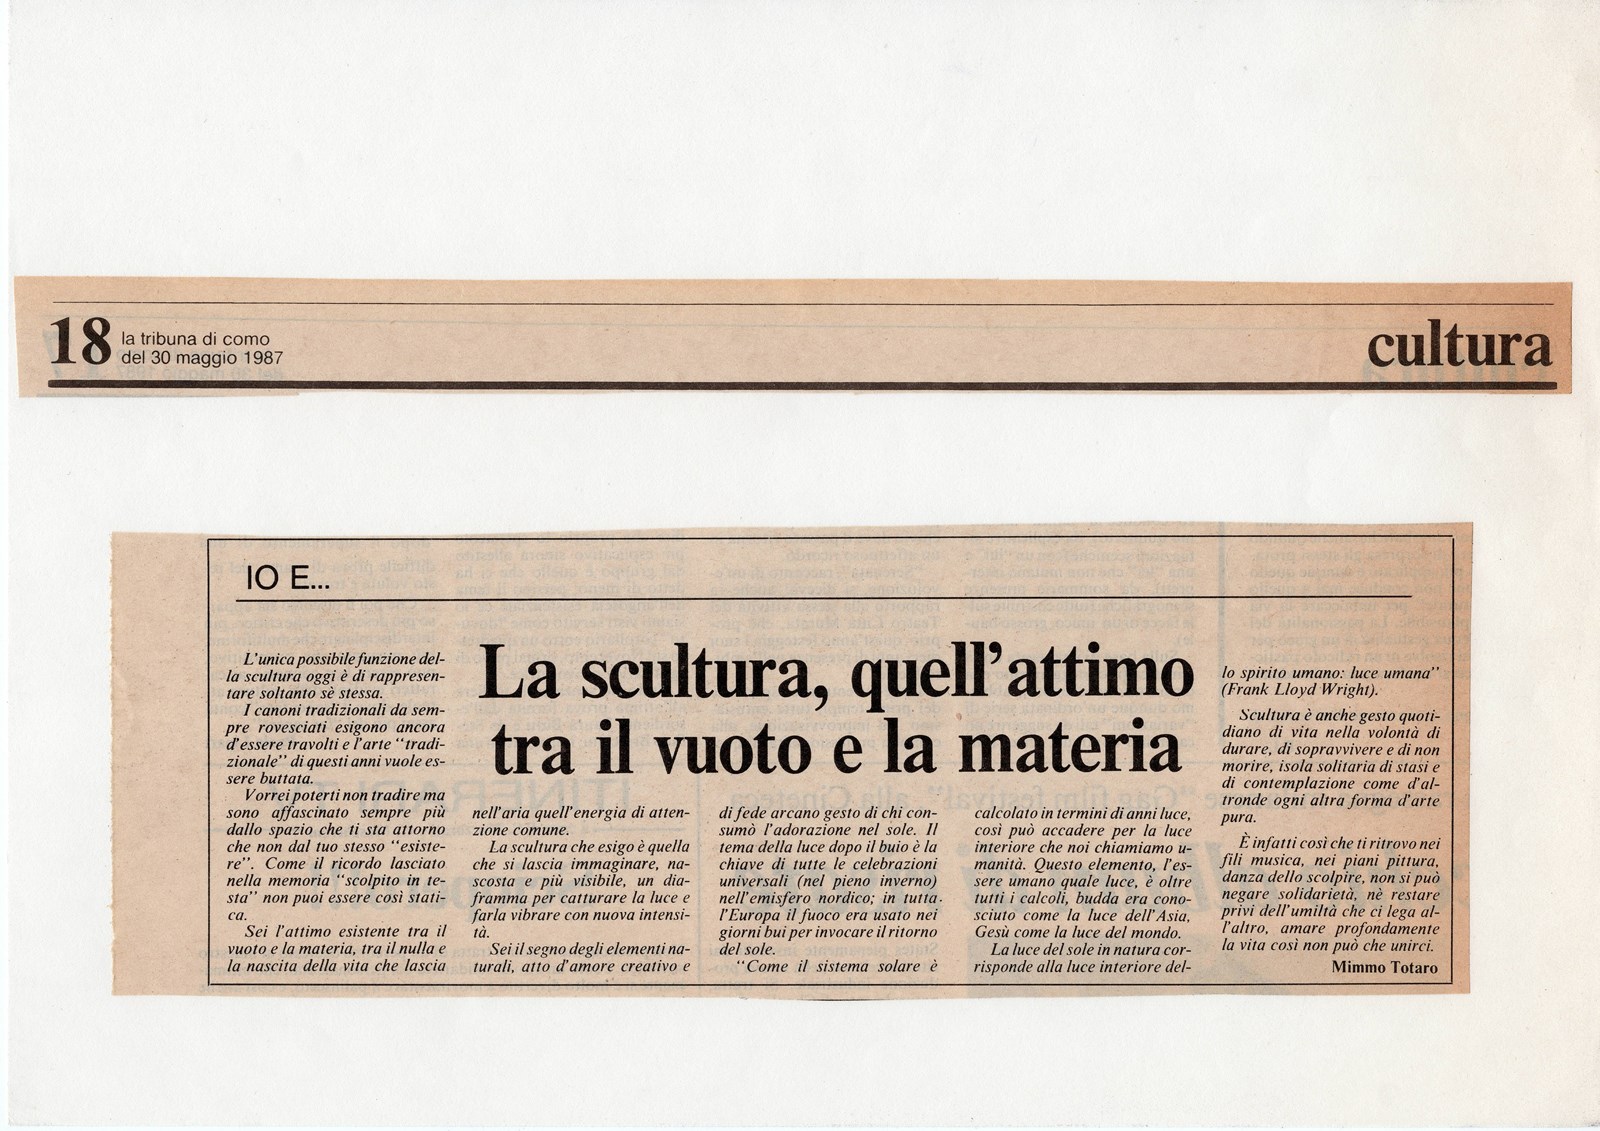 18 la tribuna di como
del 30 maggio 1987
cultura
IO E...
La scultura, quell'attimo
tra il vuoto e la materia
L'unica possibile funzione del-
la scultura oggi è di rappresen-
tare soltanto sè stessa.
I canoni tradizionali da sem-
pre rovesciati esigono ancora
d'essere travolti e l'arte "tradi-
zionale" di questi anni vuole es-
sere buttata.
Vorrei poterti non tradire ma
sono affascinato sempre più
dallo spazio che ti sta attorno
che non dal tuo stesso "esiste-
re". Come il ricordo lasciato
nella memoria "scolpito in te-
sta" non puoi essere così stati-
ca.
Sei l'attimo esistente tra il
vuoto e la materia, tra il nulla e
la nascita della vita che lascia
nell'aria quell'energia di atten-
zione comune.
La scultura che esigo è quella
che si lascia immaginare, na-
scosta e più visibile, un dia-
framma per catturare la luce e
farla vibrare con nuova intensi-
tà.
Sei il segno degli elementi na-
turali, atto d'amore creativo e
di fede arcano gesto di chi con-
sumò l'adorazione nel sole. Il
tema della luce dopo il buio è la
chiave di tutte le celebrazioni
universali (nel pieno inverno)
nell'emisfero nordico; in tutta
l'Europa il fuoco era usato nei
giorni bui per invocare il ritorno
del sole.
"Come il sistema solare è
calcolato in termini di anni luce,
così può accadere per la luce
interiore che noi chiamiamo u-
manità. Questo elemento, l'es-
sere umano quale luce, è oltre
tutti i calcoli, budda era cono-
sciuto come la luce dell'Asia,
Gesù come la luce del mondo.
La luce del sole in natura cor-
risponde alla luce interiore del-
lo spirito umano: luce umana"
(Frank Lloyd Wright).
Scultura è anche gesto quoti-
diano di vita nella volontà di
durare, di sopravvivere e di non
morire, isola solitaria di stasi e
di contemplazione come d'al-
tronde ogni altra forma d'arte
pura.
È infatti così che ti ritrovo nei
fili musica, nei piani pittura,
danza dello scolpire, non si può
negare solidarietà, nè restare
privi dell'umiltà che ci lega al-
l'altro, amare profondamente
la vita così non può che unirci.
Mimmo Totaro